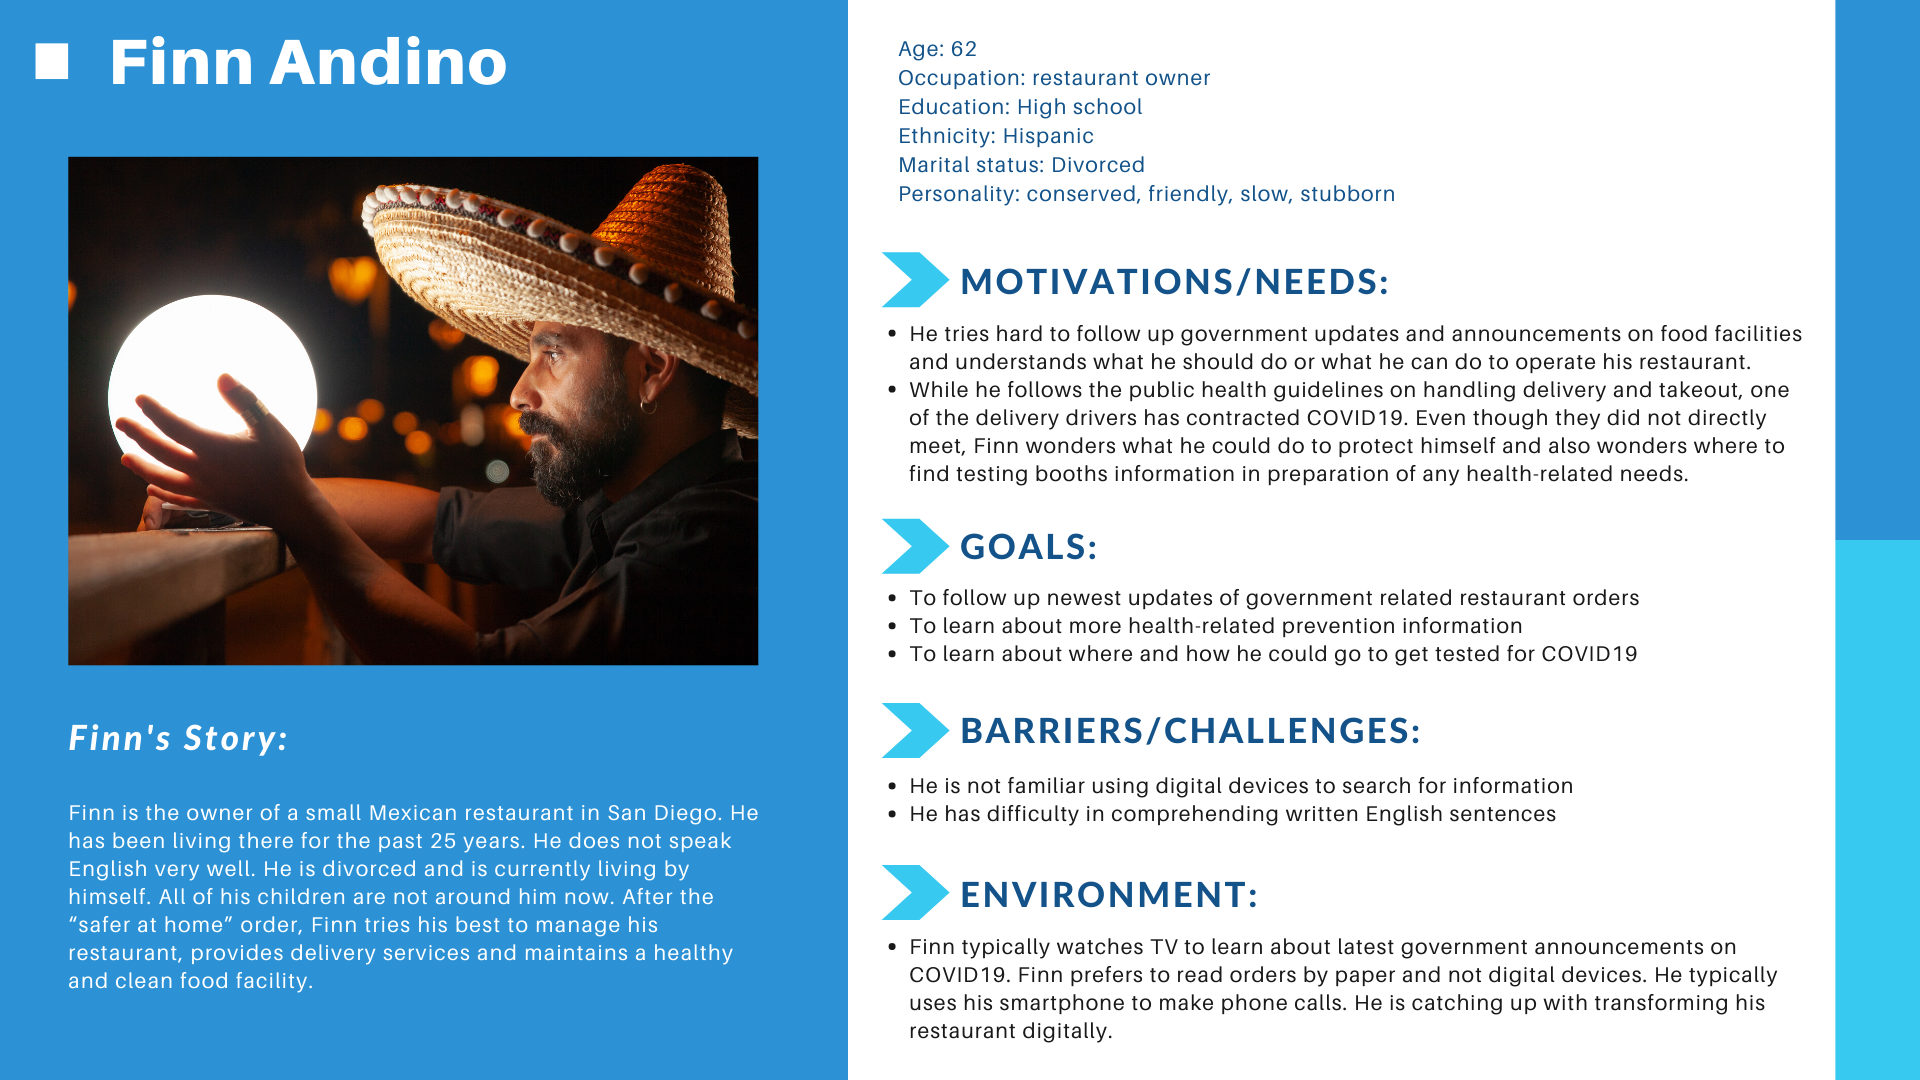 Finn Andino
Finn's Story:
Finn is the owner of a small Mexican restaurant in San Diego. He
has been living there for the past 25 years. He does not speak
English very well. He is divorced and is currently living by
himself. All of his children are not around him now. After the
“safer at home” order, Finn tries his best to manage his
restaurant, provides delivery services and maintains a healthy
and clean food facility.
Age: 62
Occupation: restaurant owner
Education: High school
Ethnicity: Hispanic
Marital status: Divorced
Personality: conserved, friendly, slow, stubborn
MOTIVATIONS/NEEDS:
• He tries hard to follow up government updates and announcements on food facilities
and understands what he should do or what he can do to operate his restaurant.
• While he follows the public health guidelines on handling delivery and takeout, one
of the delivery drivers has contracted COVID19. Even though they did not directly
meet, Finn wonders what he could do to protect himself and also wonders where to
find testing booths information in preparation of any health-related needs.
GOALS:
• To follow up newest updates of government related restaurant orders
• To learn about more health-related prevention information
• To learn about where and how he could go to get tested for COVID19
BARRIERS/CHALLENGES:
• He is not familiar using digital devices to search for information
• He has difficulty in comprehending written English sentences
ENVIRONMENT:
• Finn typically watches TV to learn about latest government announcements on
COVID19. Finn prefers to read orders by paper and not digital devices. He typically
uses his smartphone to make phone calls. He is catching up with transforming his
restaurant digitally.